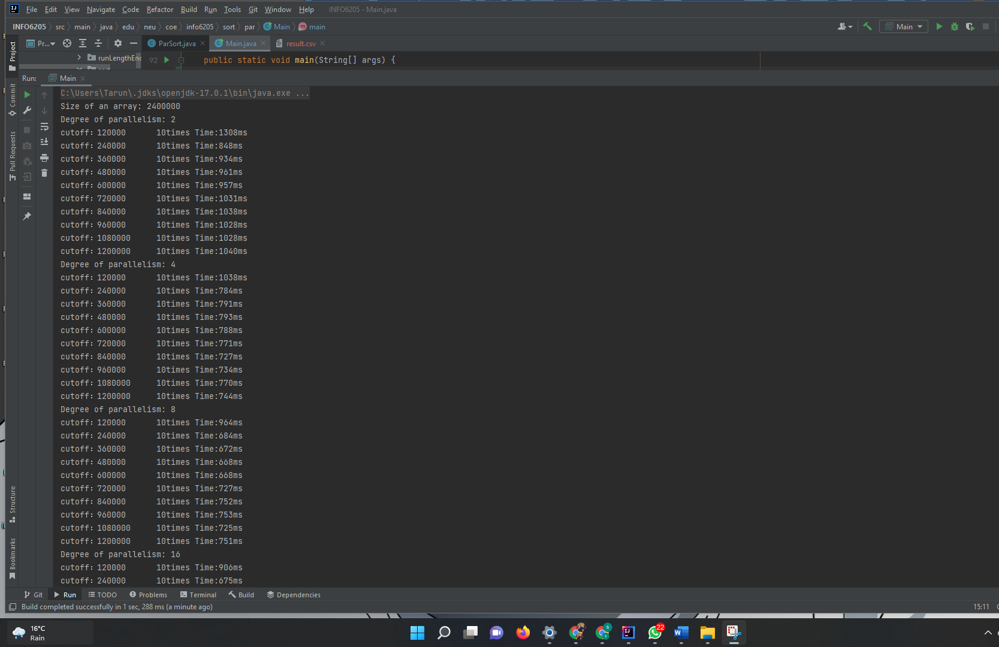 File Edit View Navigate Code Refactor Build Run Tools Git Window Help INFO6205 - Main.java
INFO6205 src main java edu neu coe info6205 sort par Main main Main
Pr... ParSort.java Main.java result.csv
runLengthEnc 92 public static void main(String[] args) {
Run: Main
C:\Users\Tarun\.jdks\openjdk-17.0.1\bin\java.exe ...
Size of an array: 2400000
Degree of parallelism: 2
cutoff: 120000 10times Time:1308ms
cutoff: 240000 10times Time:848ms
cutoff: 360000 10times Time:934ms
cutoff: 480000 10times Time:961ms
cutoff: 600000 10times Time:957ms
cutoff: 720000 10times Time:1031ms
cutoff: 840000 10times Time:1038ms
cutoff: 960000 10times Time:1028ms
cutoff: 1080000 10times Time:1028ms
cutoff: 1200000 10times Time:1040ms
Degree of parallelism: 4
cutoff: 120000 10times Time:1038ms
cutoff: 240000 10times Time:784ms
cutoff: 360000 10times Time:791ms
cutoff: 480000 10times Time:793ms
cutoff: 600000 10times Time:788ms
cutoff: 720000 10times Time:771ms
cutoff: 840000 10times Time:727ms
cutoff: 960000 10times Time:734ms
cutoff: 1080000 10times Time:770ms
cutoff: 1200000 10times Time:744ms
Degree of parallelism: 8
cutoff: 120000 10times Time:964ms
cutoff: 240000 10times Time:684ms
cutoff: 360000 10times Time:672ms
cutoff: 480000 10times Time:668ms
cutoff: 600000 10times Time:668ms
cutoff: 720000 10times Time:727ms
cutoff: 840000 10times Time:752ms
cutoff: 960000 10times Time:753ms
cutoff: 1080000 10times Time:725ms
cutoff: 1200000 10times Time:751ms
Degree of parallelism: 16
cutoff: 120000 10times Time:906ms
cutoff: 240000 10times Time:675ms
Project
Commit
Pull Requests
Structure
Bookmarks
Git Run TODO Problems Terminal Build Dependencies
Build completed successfully in 1 sec, 288 ms (a minute ago) 15:11
16°C
Rain
22